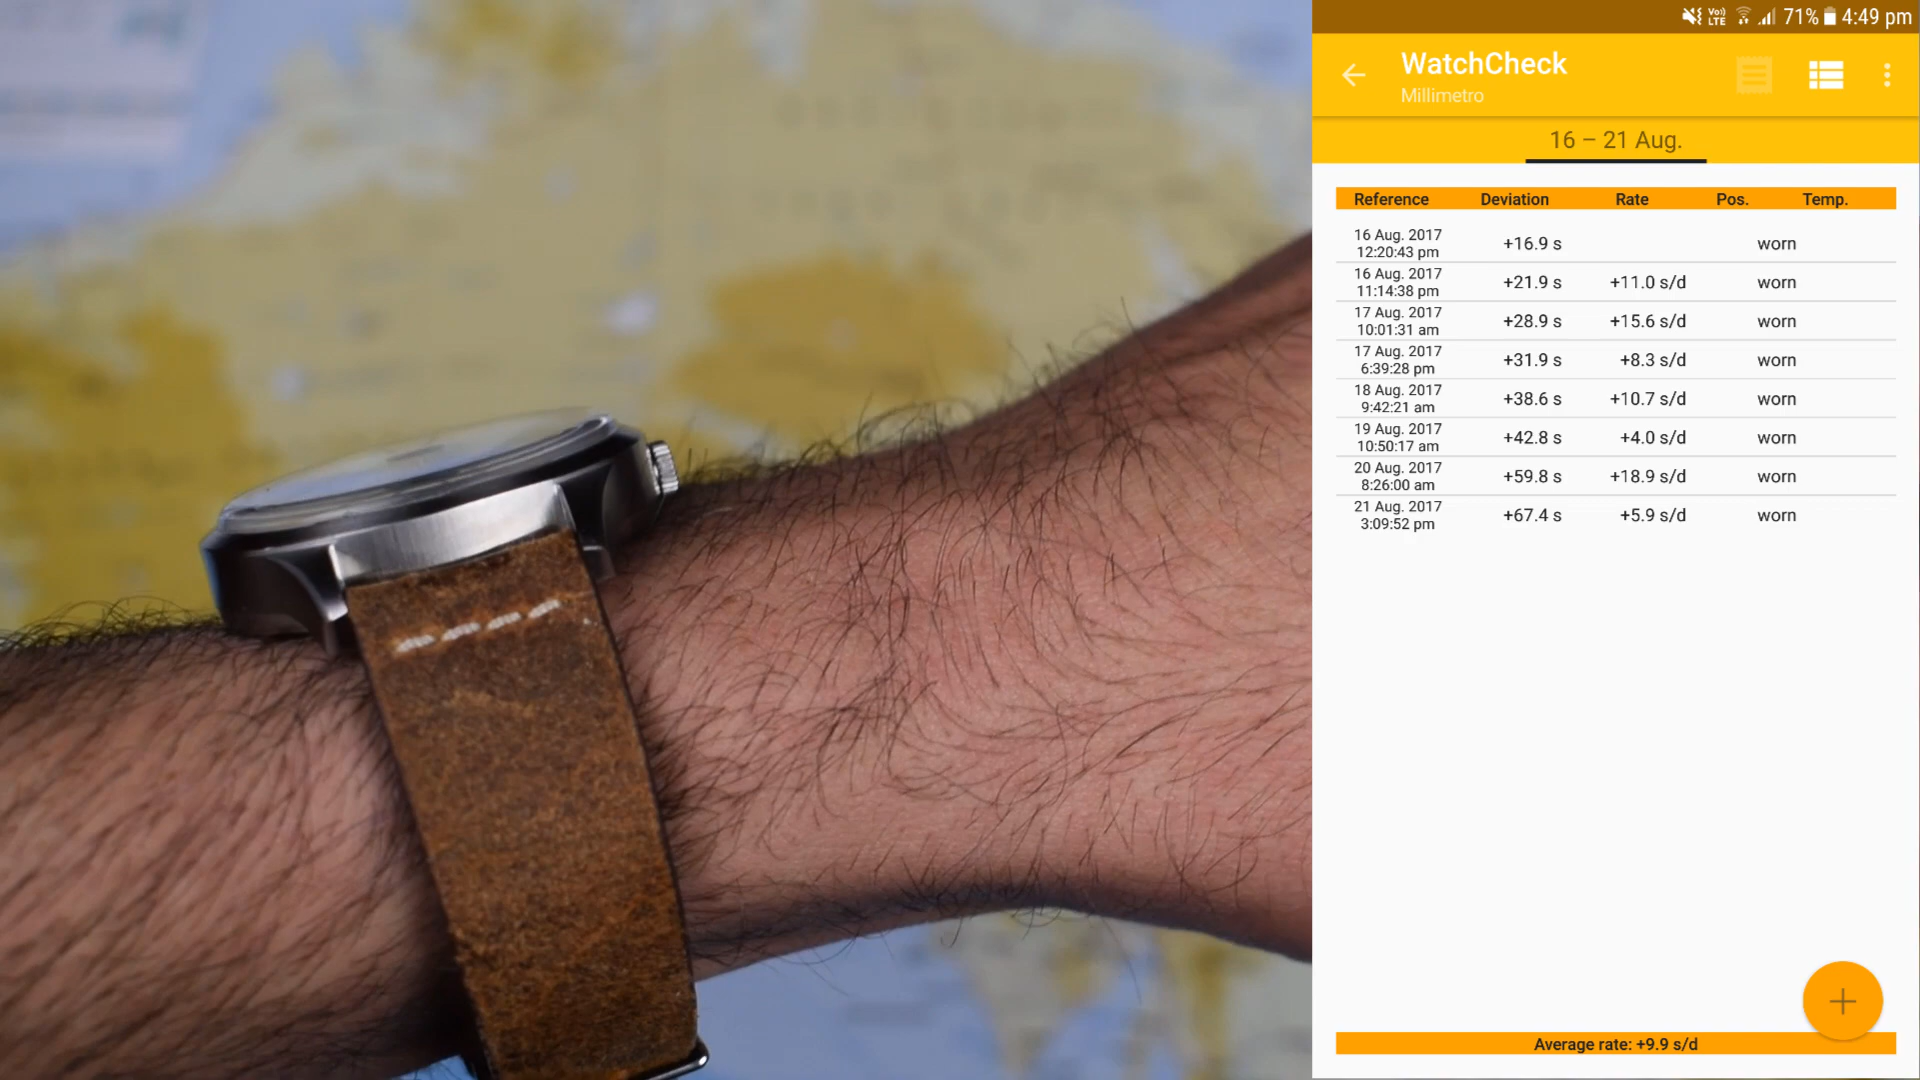 Vo)) LTE 71% 4:49 pm
WatchCheck
Millimetro
16 – 21 Aug.
Reference Deviation Rate Pos. Temp.
16 Aug. 2017
12:20:43 pm +16.9 s worn
16 Aug. 2017
11:14:38 pm +21.9 s +11.0 s/d worn
17 Aug. 2017
10:01:31 am +28.9 s +15.6 s/d worn
17 Aug. 2017
6:39:28 pm +31.9 s +8.3 s/d worn
18 Aug. 2017
9:42:21 am +38.6 s +10.7 s/d worn
19 Aug. 2017
10:50:17 am +42.8 s +4.0 s/d worn
20 Aug. 2017
8:26:00 am +59.8 s +18.9 s/d worn
21 Aug. 2017
3:09:52 pm +67.4 s +5.9 s/d worn
Average rate: +9.9 s/d